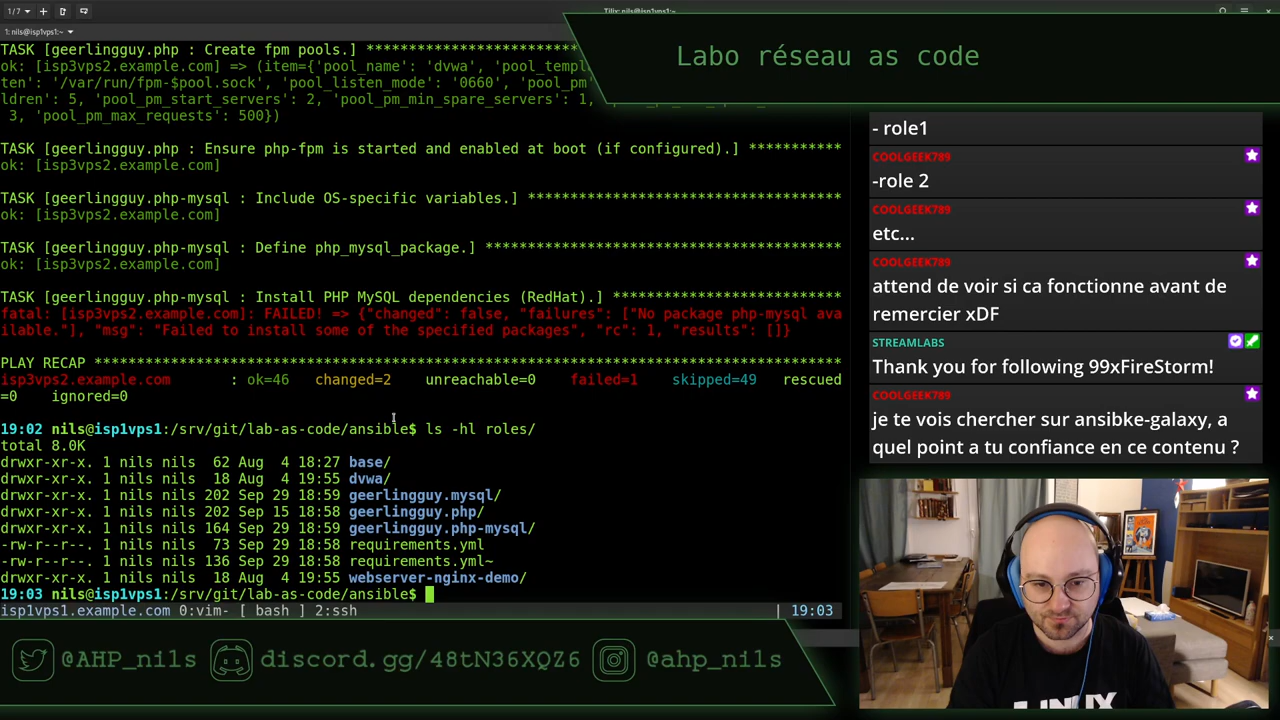 1/7
Tilix: nils@isp1vps1:~
1: nils@isp1vps1:~
TASK [geerlingguy.php : Create fpm pools.] *************************
ok: [isp3vps2.example.com] => (item={'pool_name': 'dvwa', 'pool_templ
ten': '/var/run/fpm-$pool.sock', 'pool_listen_mode': '0660', 'pool_pm'
ldren': 5, 'pool_pm_start_servers': 2, 'pool_pm_min_spare_servers': 1,
3, 'pool_pm_max_requests': 500})
TASK [geerlingguy.php : Ensure php-fpm is started and enabled at boot (if configured).] ***********
ok: [isp3vps2.example.com]
TASK [geerlingguy.php-mysql : Include OS-specific variables.] *************************************
ok: [isp3vps2.example.com]
TASK [geerlingguy.php-mysql : Define php_mysql_package.] ******************************************
ok: [isp3vps2.example.com]
TASK [geerlingguy.php-mysql : Install PHP MySQL dependencies (RedHat).] ***************************
fatal: [isp3vps2.example.com]: FAILED! => {"changed": false, "failures": ["No package php-mysql ava
ilable."], "msg": "Failed to install some of the specified packages", "rc": 1, "results": []}
PLAY RECAP ****************************************************************************************
isp3vps2.example.com : ok=46 changed=2 unreachable=0 failed=1 skipped=49 rescued
=0 ignored=0
19:02 nils@isp1vps1:/srv/git/lab-as-code/ansible$ ls -hl roles/
total 8.0K
drwxr-xr-x. 1 nils nils 62 Aug 4 18:27 base/
drwxr-xr-x. 1 nils nils 18 Aug 4 19:55 dvwa/
drwxr-xr-x. 1 nils nils 202 Sep 29 18:59 geerlingguy.mysql/
drwxr-xr-x. 1 nils nils 202 Sep 15 18:58 geerlingguy.php/
drwxr-xr-x. 1 nils nils 164 Sep 29 18:59 geerlingguy.php-mysql/
-rw-r--r--. 1 nils nils 73 Sep 29 18:58 requirements.yml
-rw-r--r--. 1 nils nils 136 Sep 29 18:58 requirements.yml~
drwxr-xr-x. 1 nils nils 18 Aug 4 19:55 webserver-nginx-demo/
19:03 nils@isp1vps1:/srv/git/lab-as-code/ansible$
isp1vps1.example.com 0:vim- [ bash ] 2:ssh | 19:03
Labo réseau as code
- role1
COOLGEEK789
-role 2
COOLGEEK789
etc...
COOLGEEK789
attend de voir si ca fonctionne avant de
remercier xDF
STREAMLABS
Thank you for following 99xFireStorm!
COOLGEEK789
je te vois chercher sur ansibke-galaxy, a
quel point a tu confiance en ce contenu ?
LINUX
@AHP_nils discord.gg/48tN36XQZ6 @ahp_nils